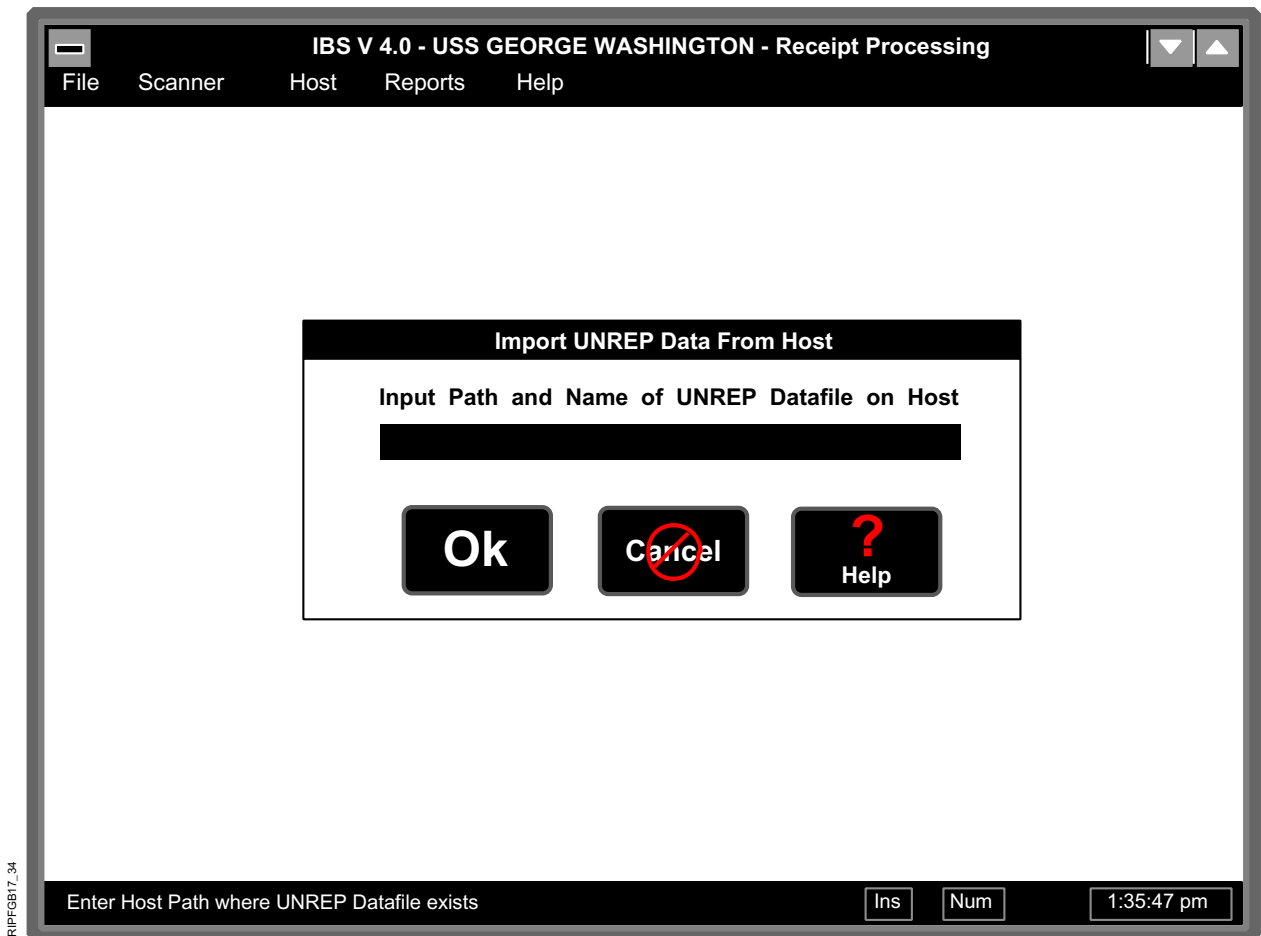 IBS V 4.0 - USS GEORGE WASHINGTON - Receipt Processing
File Scanner Host Reports Help
Import UNREP Data From Host
Input Path and Name of UNREP Datafile on Host
Ok
Cancel
?
Help
Enter Host Path where UNREP Datafile exists
Ins
Num
1:35:47 pm
RIPFGB17_34